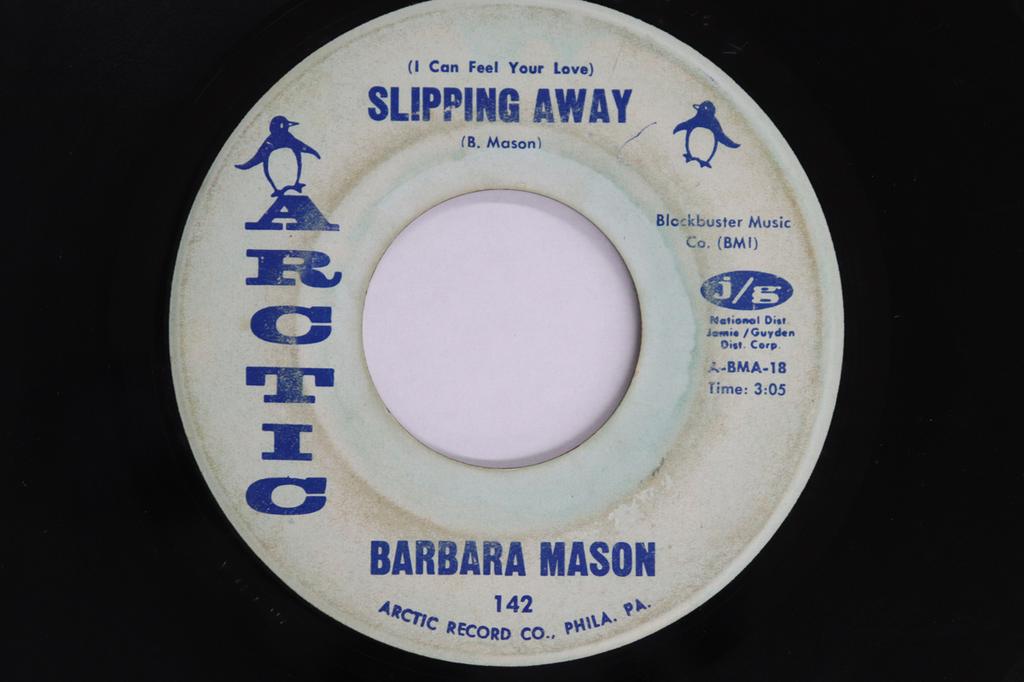 (I Can Feel Your Love)
SLIPPING AWAY
(B. Mason)
ARCTIC
Blockbuster Music
Co. (BMI)
j/g
National Dist.
Jamie/Guyden
Dist. Corp.
A-BMA-18
Time: 3:05
BARBARA MASON
142
ARCTIC RECORD CO., PHILA. PA.